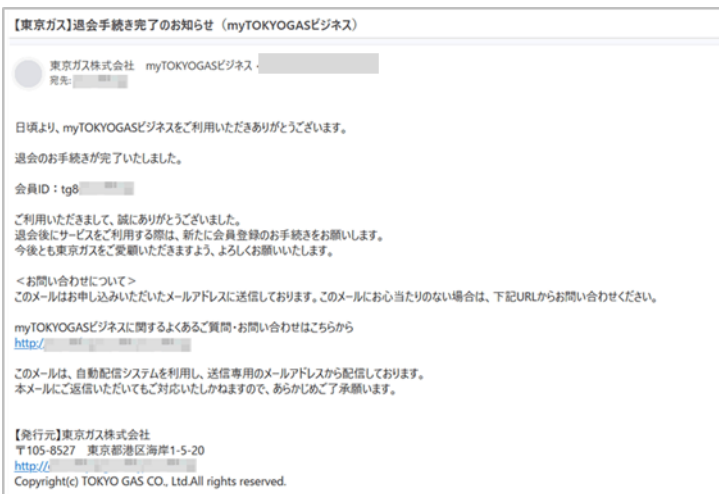 【東京ガス】退会手続き完了のお知らせ（myTOKYOGASビジネス）
東京ガス株式会社　myTOKYOGASビジネス
宛先:
日頃より、myTOKYOGASビジネスをご利用いただきありがとうございます。
退会のお手続きが完了いたしました。
会員ID：tg8
ご利用いただきまして、誠にありがとうございました。
退会後にサービスをご利用する際は、新たに会員登録のお手続きをお願いします。
今後とも東京ガスをご愛顧いただきますよう、よろしくお願いいたします。
＜お問い合わせについて＞
このメールはお申し込みいただいたメールアドレスに送信しております。このメールにお心当たりのない場合は、下記URLからお問い合わせください。
myTOKYOGASビジネスに関するよくあるご質問・お問い合わせはこちらから
http:/
このメールは、自動配信システムを利用し、送信専用のメールアドレスから配信しております。
本メールにご返信いただいてもご対応いたしかねますので、あらかじめご了承願います。
【発行元】東京ガス株式会社
〒105-8527　東京都港区海岸1-5-20
http://
Copyright(c) TOKYO GAS CO., Ltd.All rights reserved.